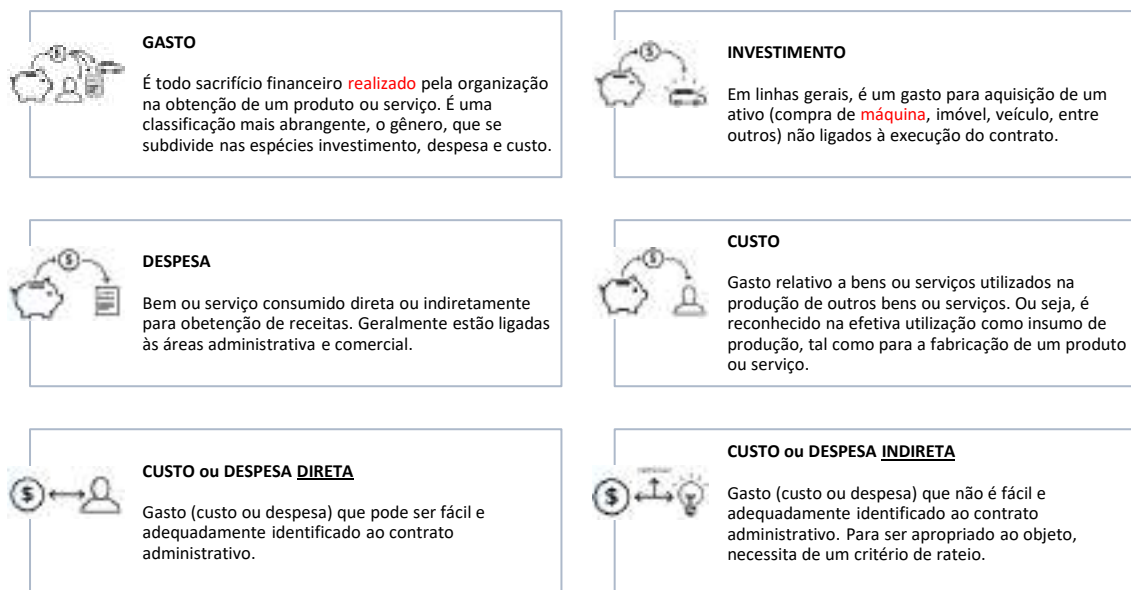 GASTO
É todo sacrifício financeiro realizado pela organização
na obtenção de um produto ou serviço. É uma
classificação mais abrangente, o gênero, que se
subdivide nas espécies investimento, despesa e custo.
INVESTIMENTO
Em linhas gerais, é um gasto para aquisição de um
ativo (compra de máquina, imóvel, veículo, entre
outros) não ligados à execução do contrato.
DESPESA
Bem ou serviço consumido direta ou indiretamente
para obetenção de receitas. Geralmente estão ligadas
às áreas administrativa e comercial.
CUSTO
Gasto relativo a bens ou serviços utilizados na
produção de outros bens ou serviços. Ou seja, é
reconhecido na efetiva utilização como insumo de
produção, tal como para a fabricação de um produto
ou serviço.
CUSTO ou DESPESA DIRETA
Gasto (custo ou despesa) que pode ser fácil e
adequadamente identificado ao contrato
administrativo.
CUSTO ou DESPESA INDIRETA
Gasto (custo ou despesa) que não é fácil e
adequadamente identificado ao contrato
administrativo. Para ser apropriado ao objeto,
necessita de um critério de rateio.